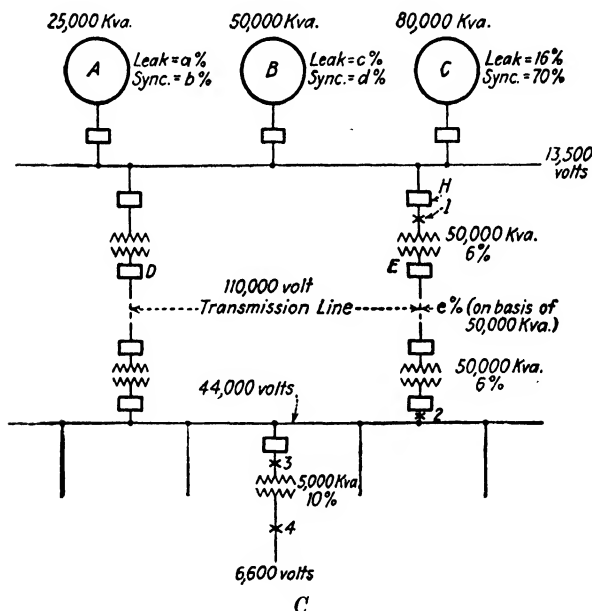 25,000 Kva.
50,000 Kva.
80,000 Kva.
A
Leak=a%
Sync.=b%
B
Leak=c%
Sync.=d%
C
Leak=16%
Sync.=70%
13,500
volts
H
1
50,000 Kva.
6%
D
E
110,000 volt
Transmission Line
e% (on basis of
50,000 Kva.)
50,000 Kva.
6%
44,000 volts
2
3
5,000 Kva.
10%
4
6,600 volts
C